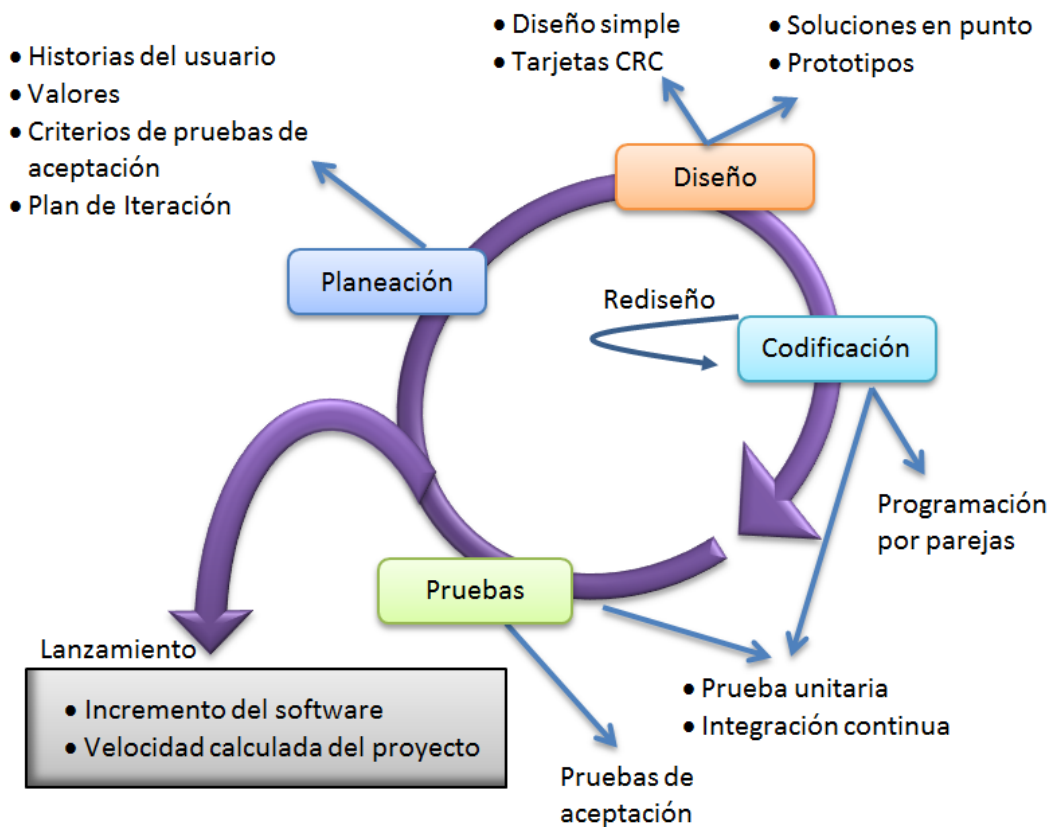 • Diseño simple
• Tarjetas CRC
• Soluciones en punto
• Prototipos
• Historias del usuario
• Valores
• Criterios de pruebas de
aceptación
• Plan de Iteración
Diseño
Planeación
Rediseño
Codificación
Programación
por parejas
Pruebas
Lanzamiento
• Incremento del software
• Velocidad calculada del proyecto
• Prueba unitaria
• Integración continua
Pruebas de
aceptación